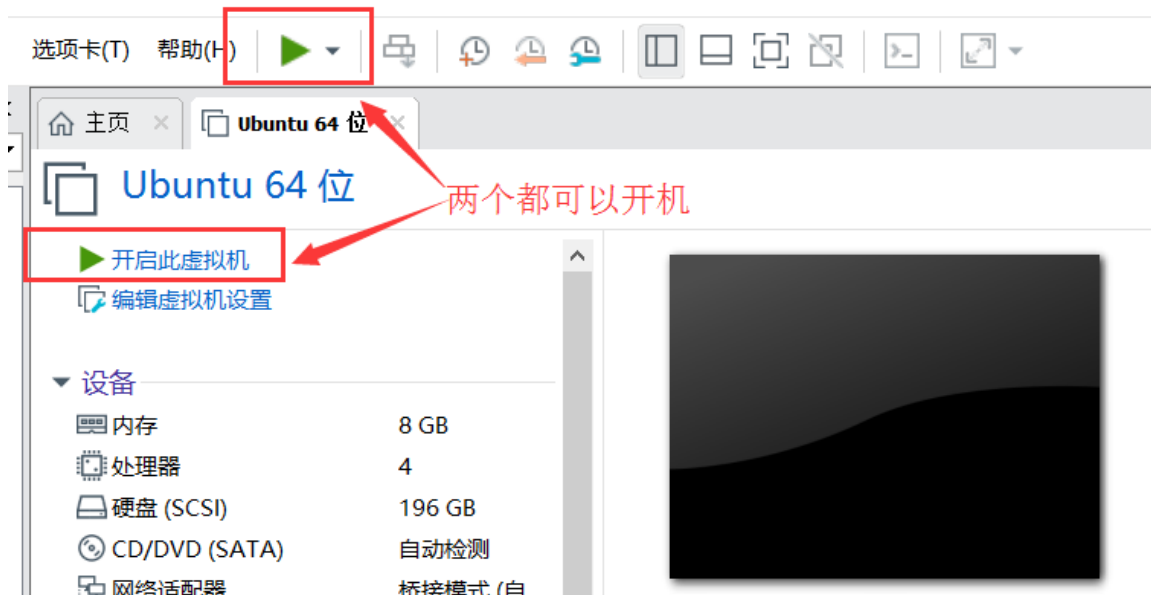 选项卡(T) 帮助(H)
主页
Ubuntu 64 位
Ubuntu 64 位
两个都可以开机
开启此虚拟机
编辑虚拟机设置
设备
内存 8 GB
处理器 4
硬盘 (SCSI) 196 GB
CD/DVD (SATA) 自动检测
网络适配器 桥接模式 (自